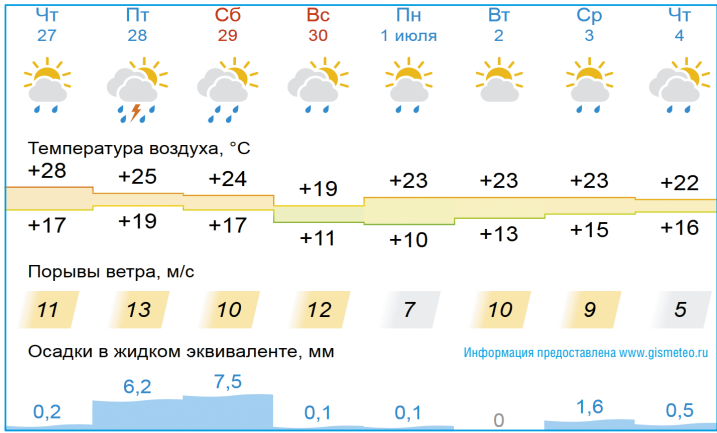 Чт Пт Сб Вс Пн Вт Ср Чт
27 28 29 30 1 июля 2 3 4
Температура воздуха, °C
+28 +25 +24 +19 +23 +23 +23 +22
+17 +19 +17 +11 +10 +13 +15 +16
Порывы ветра, м/с
11 13 10 12 7 10 9 5
Осадки в жидком эквиваленте, мм
Информация предоставлена www.gismeteo.ru
0,2 6,2 7,5 0,1 0,1 0 1,6 0,5